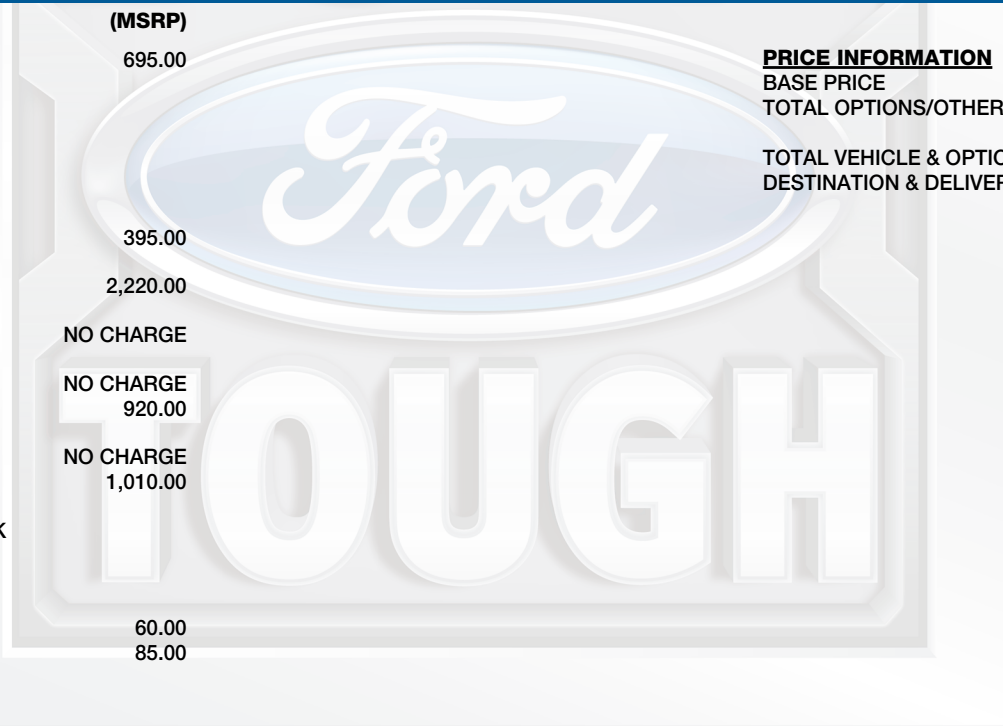 (MSRP)
695.00
395.00
2,220.00
NO CHARGE
NO CHARGE
920.00
NO CHARGE
1,010.00
K
60.00
85.00
PRICE INFORMATION
BASE PRICE
TOTAL OPTIONS/OTHER
TOTAL VEHICLE & OPTIO
DESTINATION & DELIVER
Ford
TOUGH